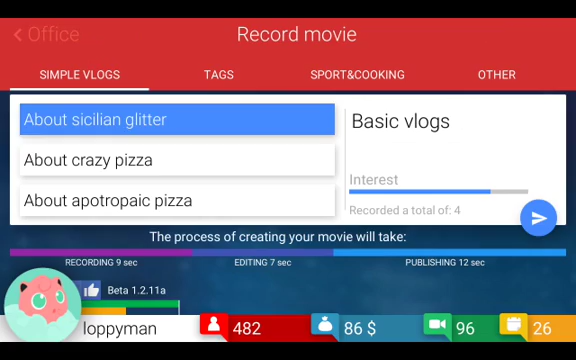 Office
Record movie
SIMPLE VLOGS
TAGS
SPORT&COOKING
OTHER
About sicilian glitter
About crazy pizza
About apotropaic pizza
Basic vlogs
Interest
Recorded a total of: 4
The process of creating your movie will take:
RECORDING 9 sec
EDITING 7 sec
PUBLISHING 12 sec
Beta 1.2.11a
loppyman
482
86 $
96
26